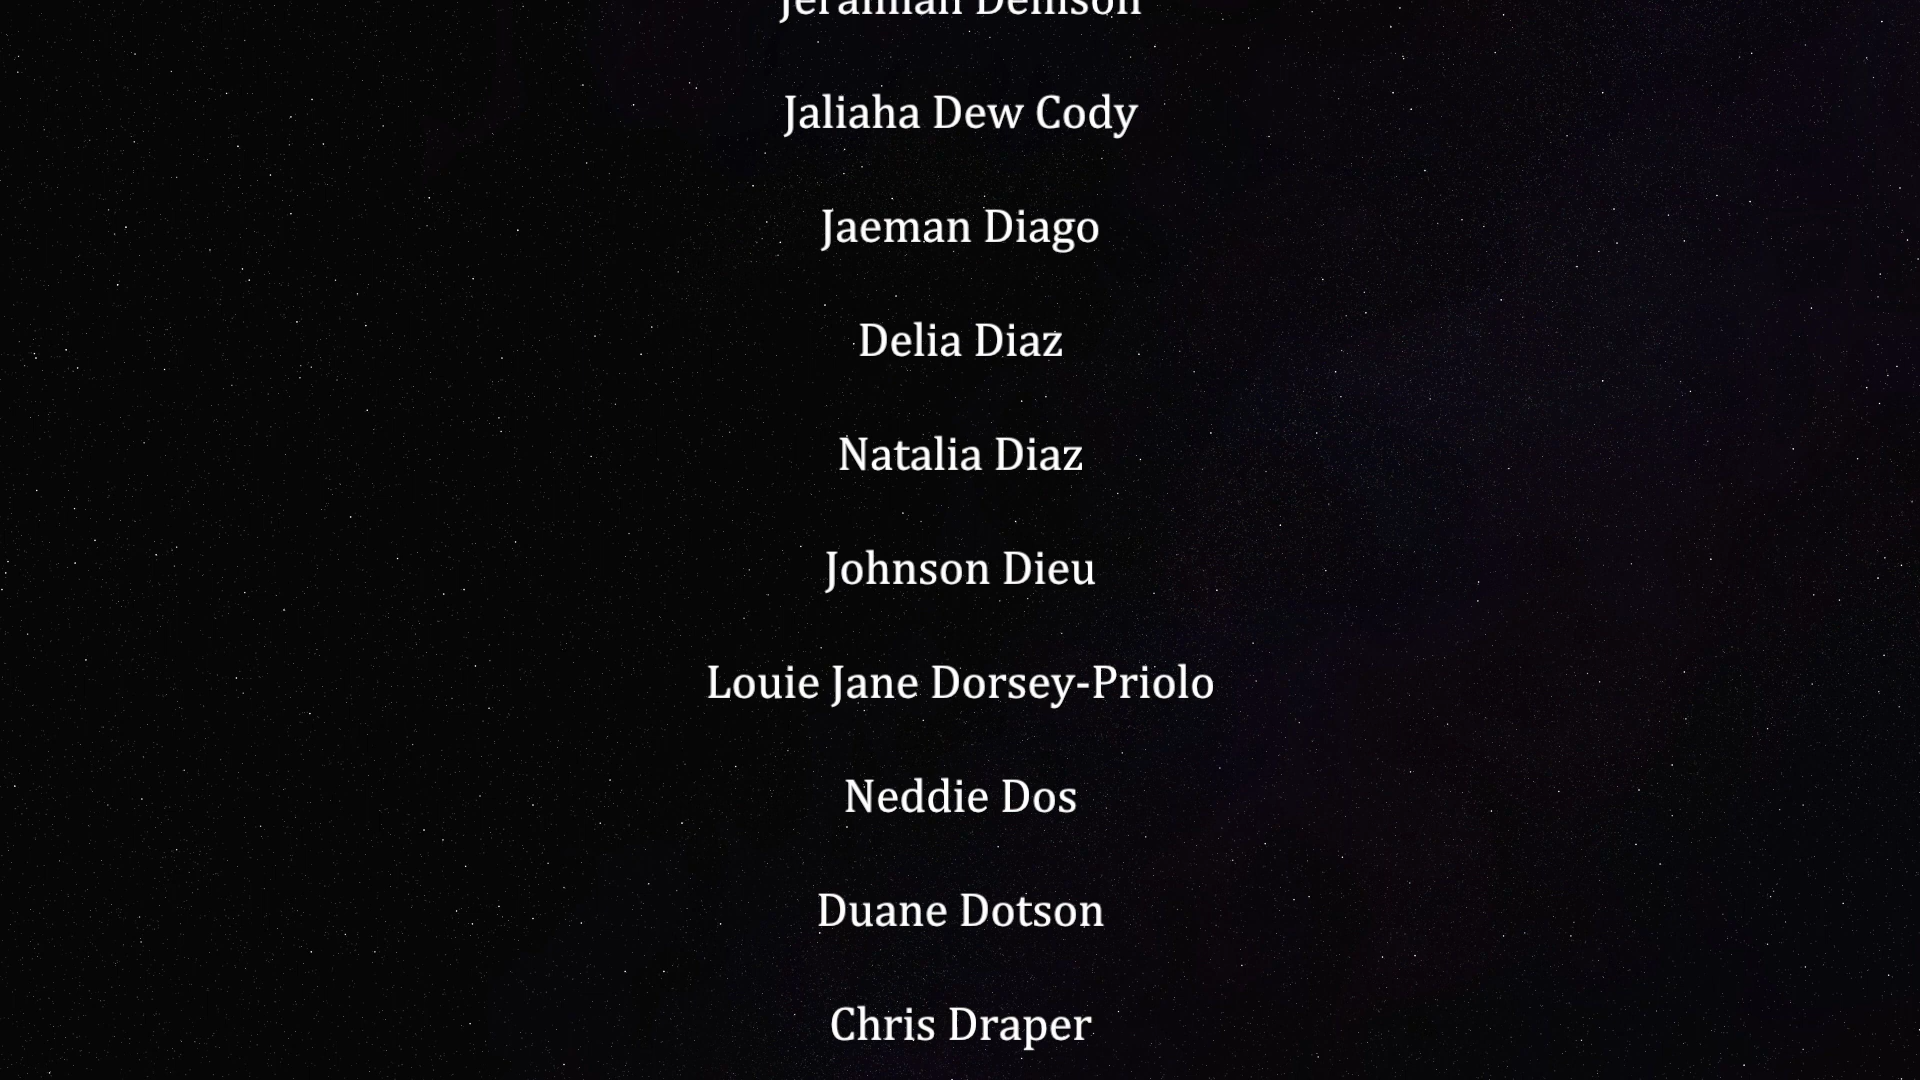 Jaliaha Dew Cody
Jaeman Diago
Delia Diaz
Natalia Diaz
Johnson Dieu
Louie Jane Dorsey-Priolo
Neddie Dos
Duane Dotson
Chris Draper